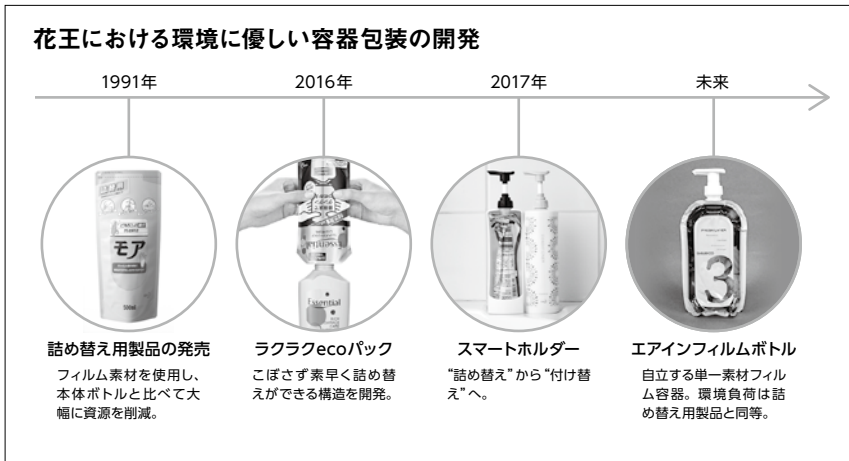 花王における環境に優しい容器包装の開発
1991年
2016年
2017年
未来
モア
Essential
Essential
3
詰め替え用製品の発売
フィルム素材を使用し、
本体ボトルと比べて大
幅に資源を削減。
ラクラクecoパック
こぼさず素早く詰め替
えができる構造を開発。
スマートホルダー
“詰め替え”から“付け替
え”へ。
エアインフィルムボトル
自立する単一素材フィル
ム容器。環境負荷は詰
め替え用製品と同等。